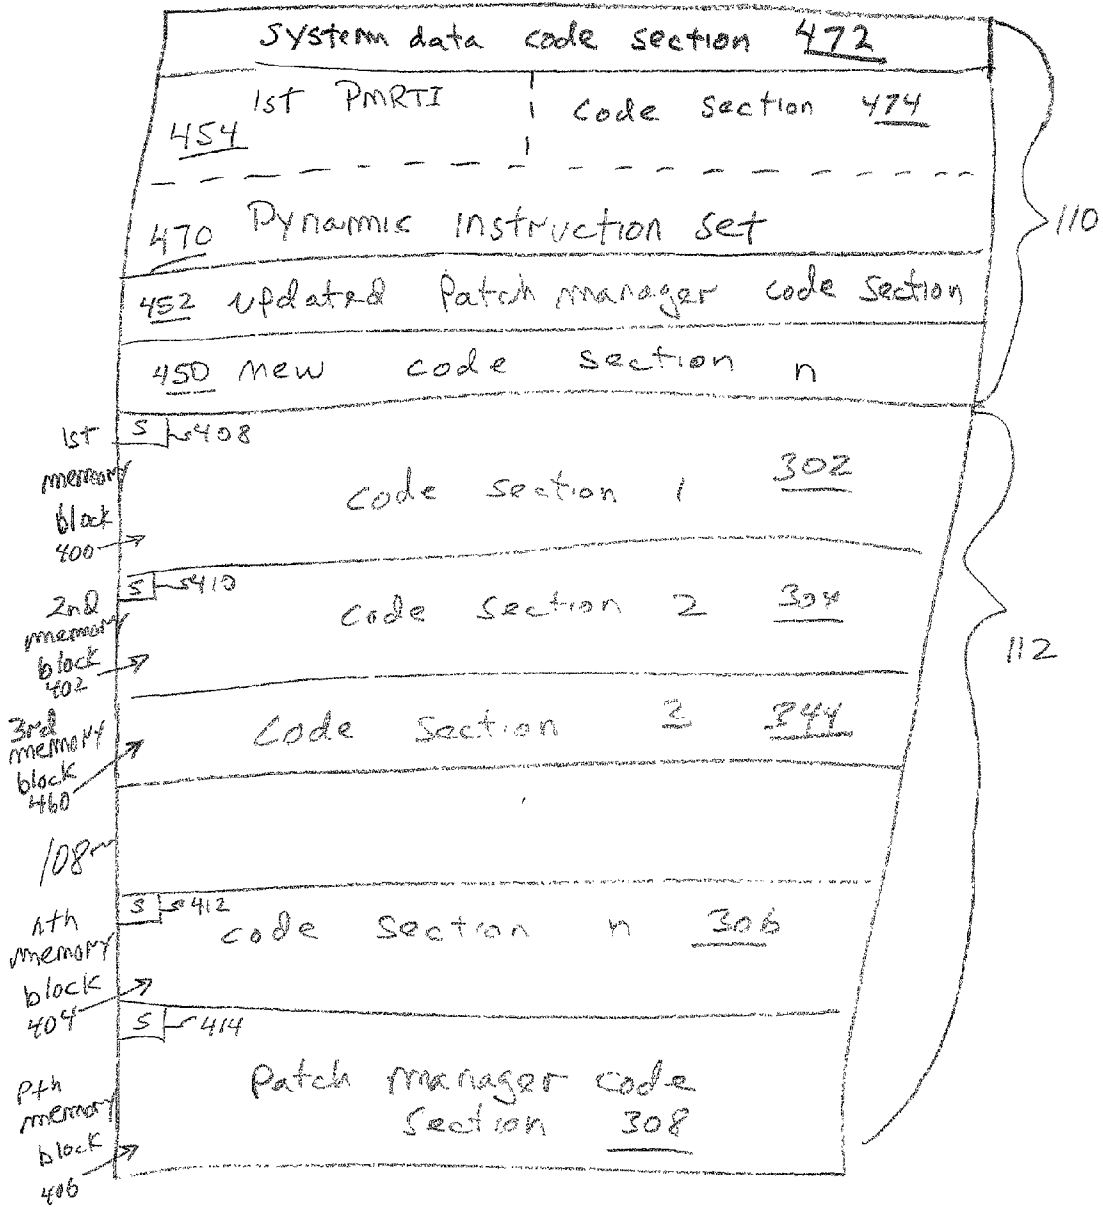 system data code section 472
1st PMRTI
code section 474
454
470 Dynamic instruction set
110
452 updated patch manager code section
450 new code section n
1st memory block 400
S 408
code section 1 302
2nd memory block 402
S 410
code section 2 304
112
3rd memory block 460
code section 3 344
108
nth memory block 404
S 412
code section n 306
S 414
pth memory block 406
patch manager code
section 308